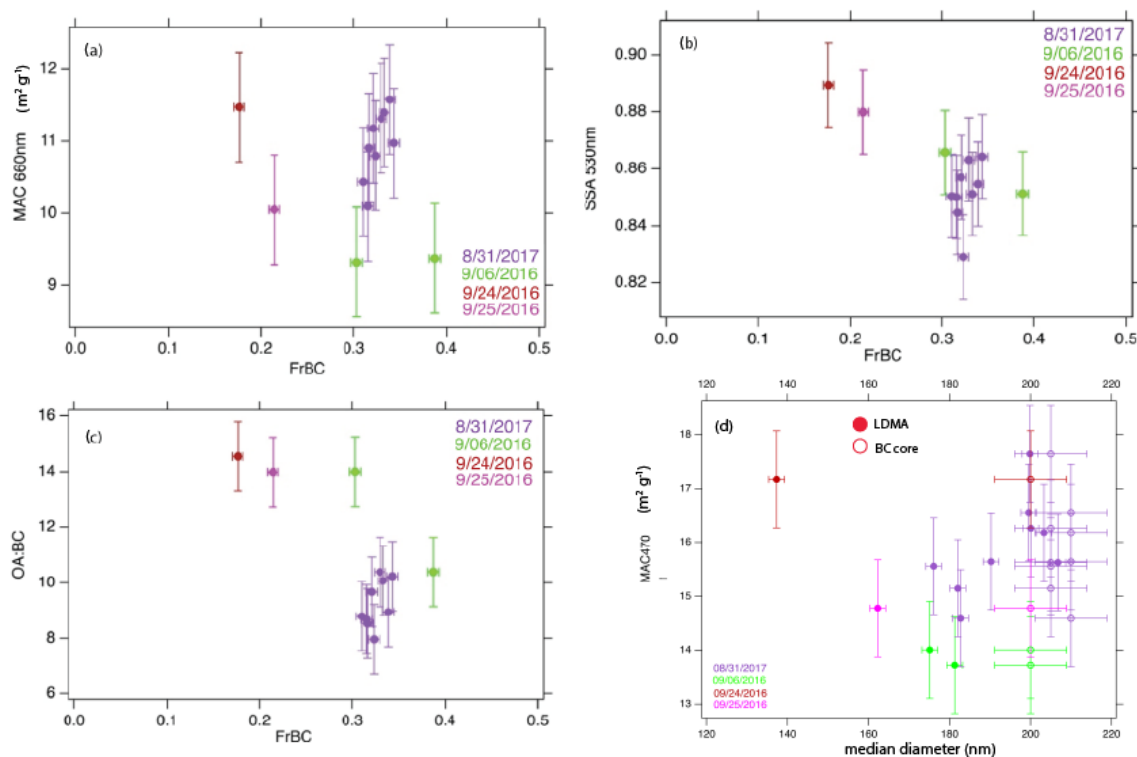 (a)
8/31/2017
9/06/2016
9/24/2016
9/25/2016
MAC 660nm (m² g⁻¹)
12
11
10
9
0.0 0.1 0.2 0.3 0.4 0.5
FrBC
(b)
8/31/2017
9/06/2016
9/24/2016
9/25/2016
SSA 530nm
0.90
0.88
0.86
0.84
0.82
0.0 0.1 0.2 0.3 0.4 0.5
FrBC
(c)
8/31/2017
9/06/2016
9/24/2016
9/25/2016
OA:BC
16
14
12
10
8
6
0.0 0.1 0.2 0.3 0.4 0.5
FrBC
120 140 160 180 200 220
(d)
LDMA
BC core
MAC470 (m² g⁻¹)
18
17
16
15
14
13
08/31/2017
09/06/2016
09/24/2016
09/25/2016
120 140 160 180 200 220
median diameter (nm)